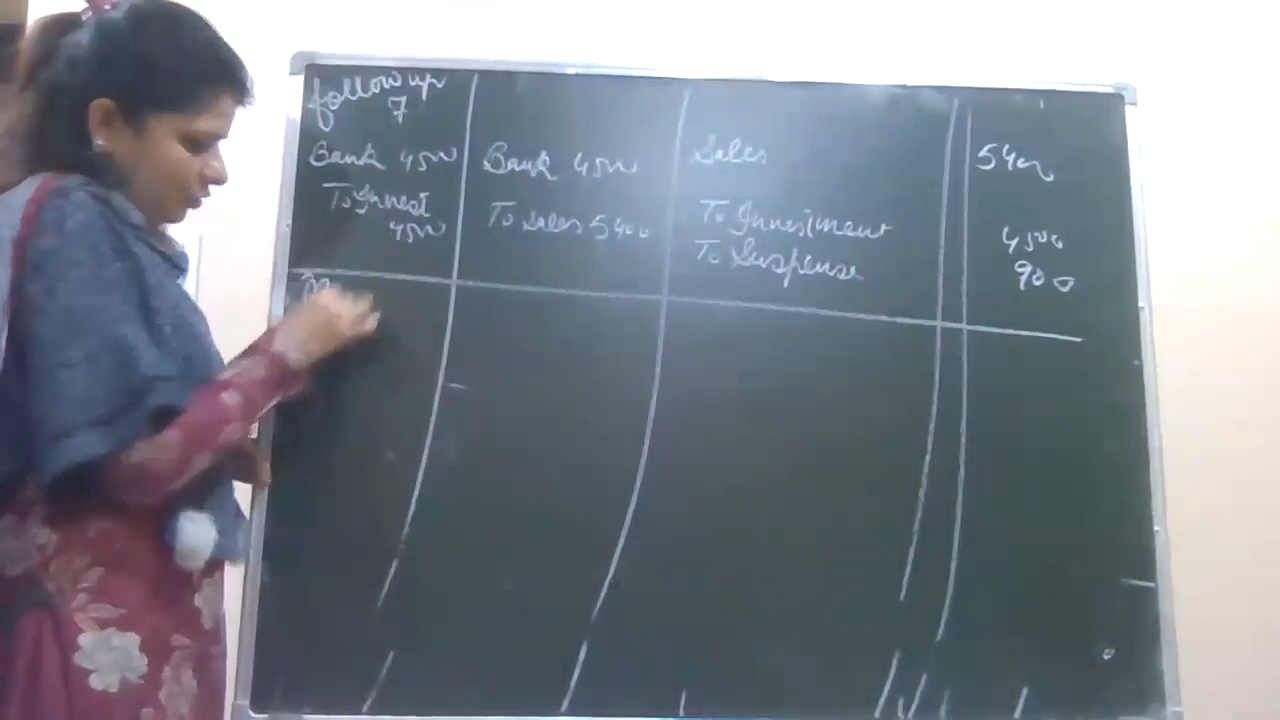 follow up
7
Bank 4500
To Invest
4500
Bank 4500
To Sales 5400
Sales
To Investment
To Suspense
5400
4500
900